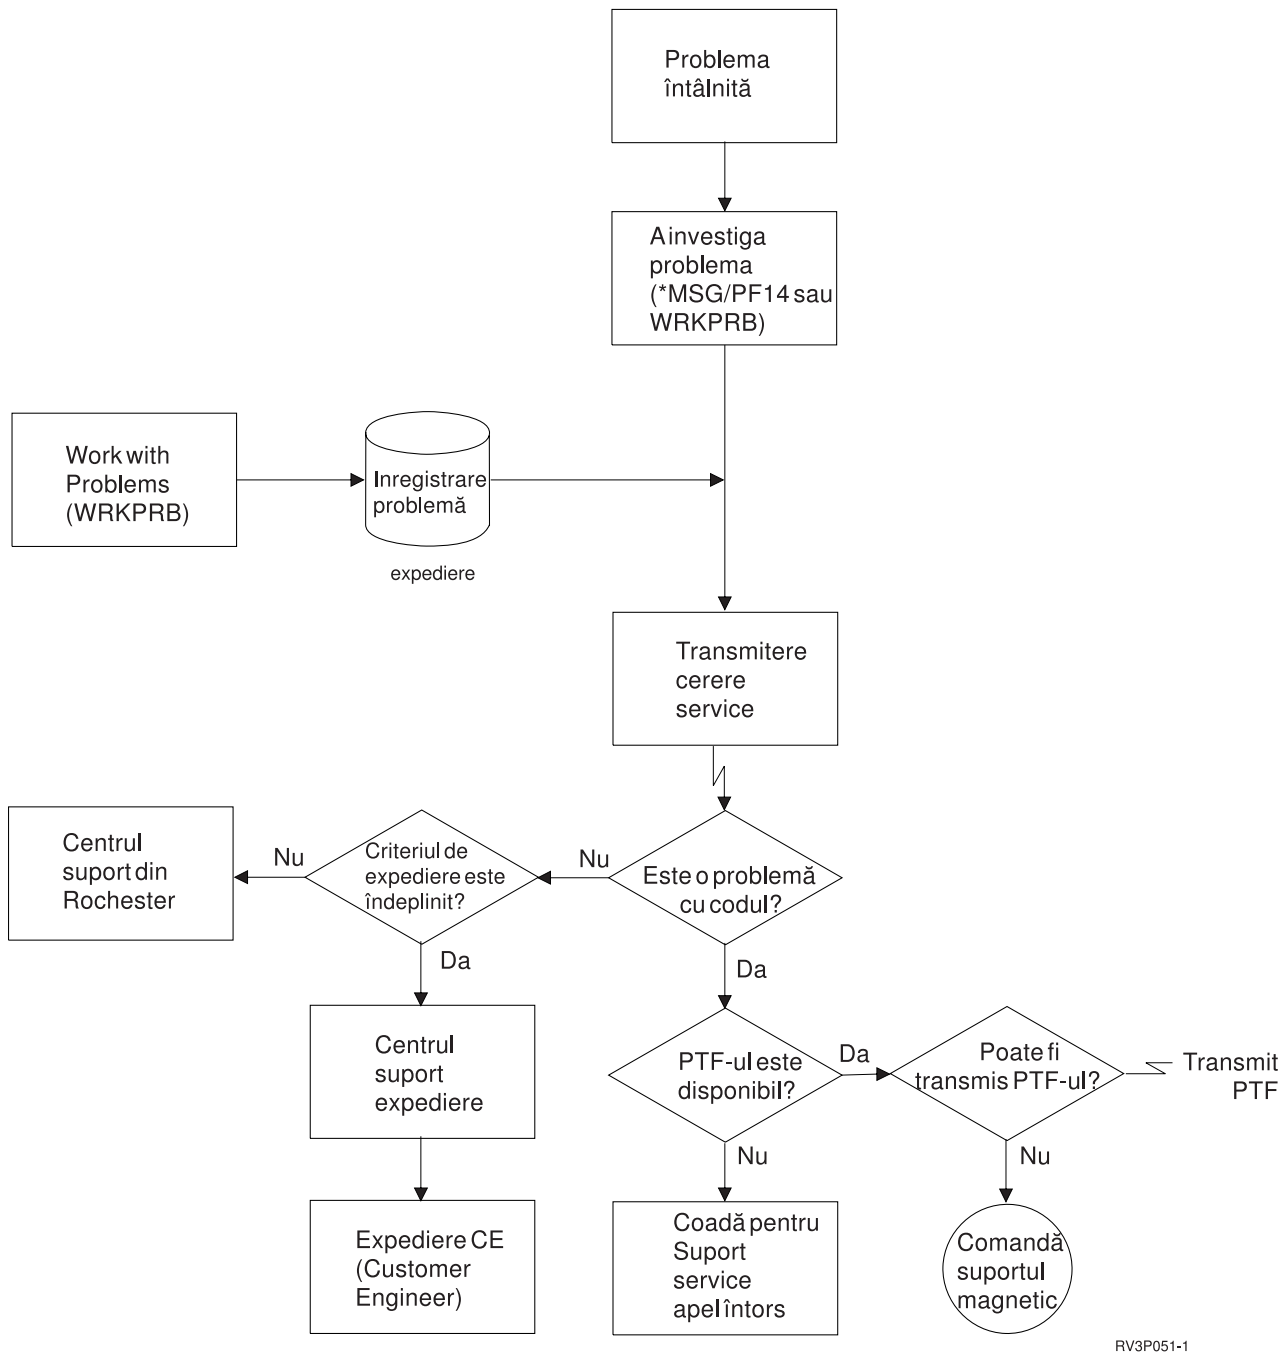 Problema
întâlnită
A investiga
problema
(*MSG/PF14 sau
WRKPRB)
Work with
Problems
(WRKPRB)
Inregistrare
problemă
expediere
Transmitere
cerere
service
Centrul
suport din
Rochester
Nu
Criteriul de
expediere este
îndeplinit?
Nu
Este o problemă
cu codul?
Da
Da
Centrul
suport
expediere
PTF-ul este
disponibil?
Da
Poate fi
transmis PTF-ul?
Transmit
PTF
Nu
Nu
Expediere CE
(Customer
Engineer)
Coadă pentru
Suport
service
apel întors
Comandă
suportul
magnetic
RV3P051-1